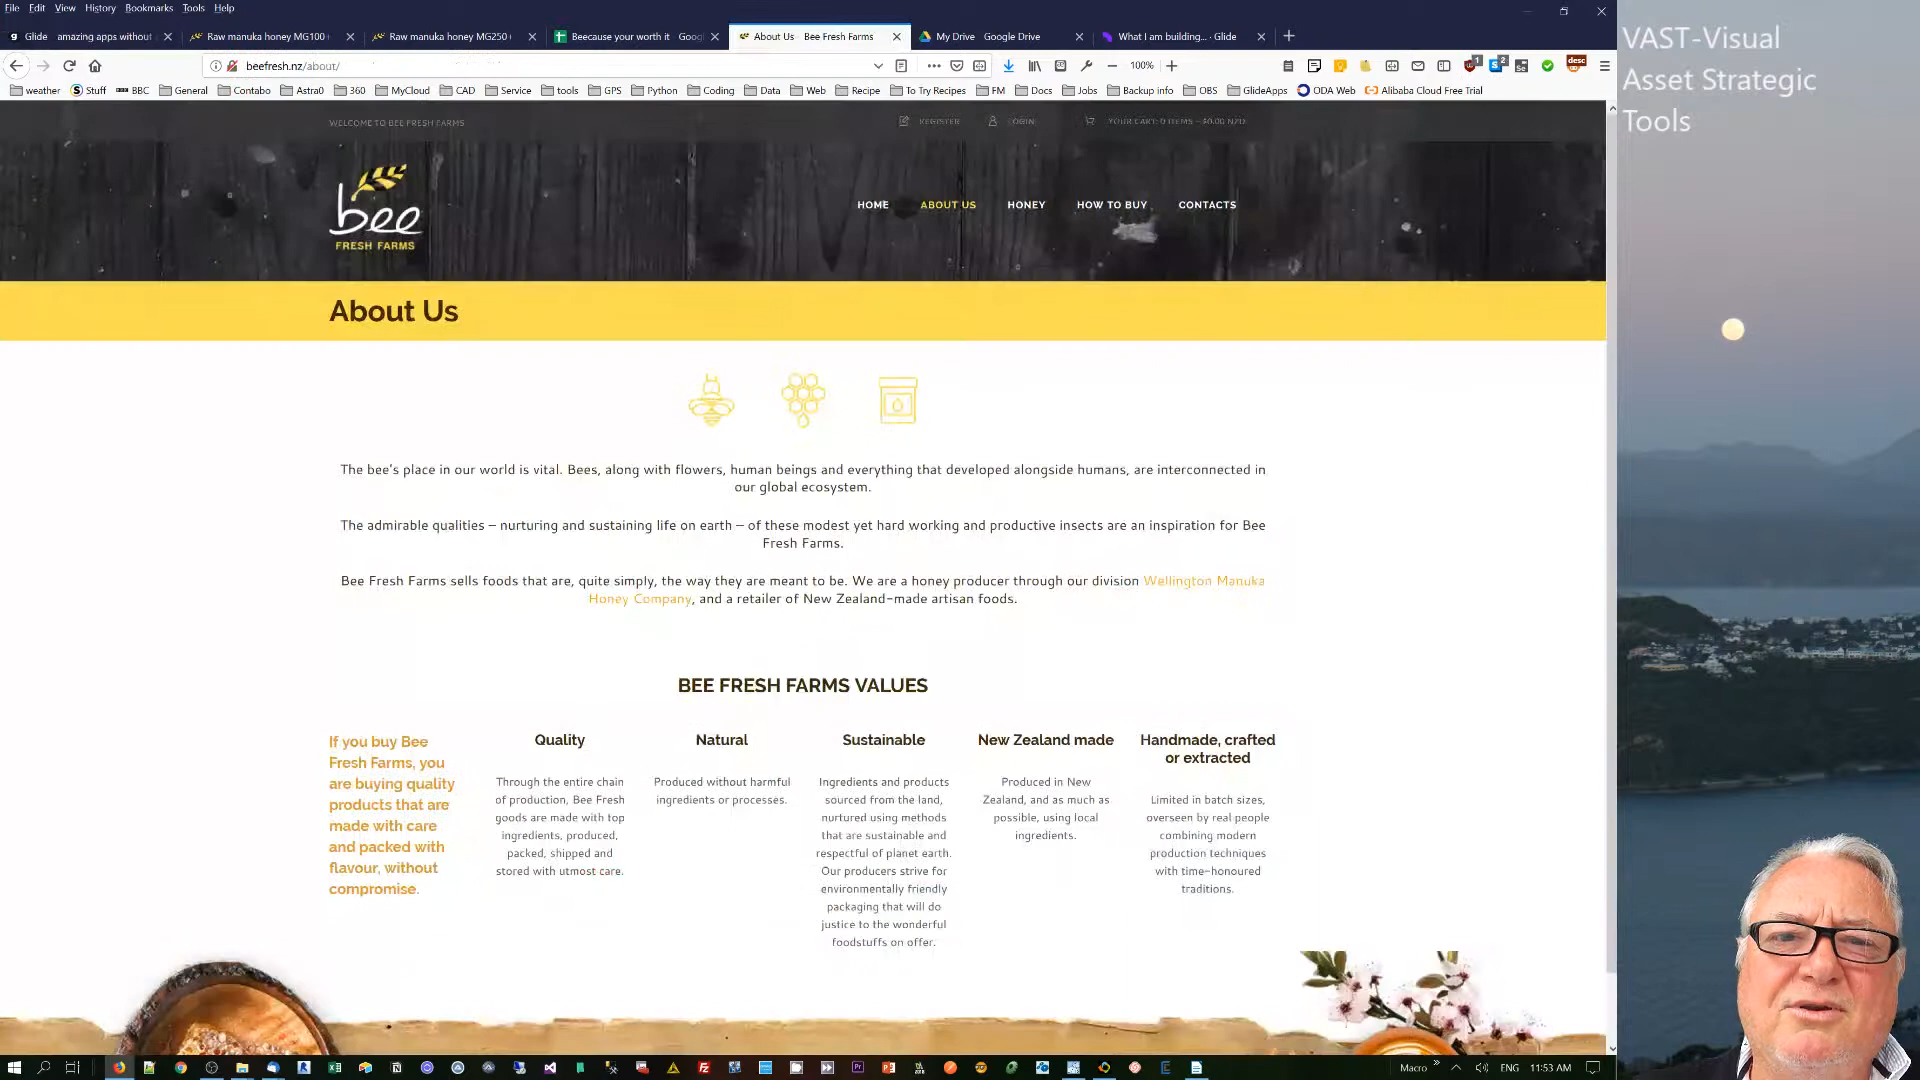 File Edit View History Bookmarks Tools Help
Glide amazing apps without
Raw manuka honey MG100+
Raw manuka honey MG250
Beecause your worth it - Goog
About Us - Bee Fresh Farms
My Drive Google Drive
What I am building... - Glide
beefresh.nz/about/
100%
1
2
desc
weather Stuff BBC General Contabo Astra0 360 MyCloud CAD Service tools GPS Python Coding Data Web Recipe To Try Recipes FM Docs Jobs Backup info OBS GlideApps ODA Web Alibaba Cloud Free Trial
WELCOME TO BEE FRESH FARMS
REGISTER LOGIN YOUR CART: 0 ITEMS - $0.00 NZD
bee
FRESH FARMS
HOME ABOUT US HONEY HOW TO BUY CONTACTS
About Us
The bee's place in our world is vital. Bees, along with flowers, human beings and everything that developed alongside humans, are interconnected in
our global ecosystem.
The admirable qualities – nurturing and sustaining life on earth – of these modest yet hard working and productive insects are an inspiration for Bee
Fresh Farms.
Bee Fresh Farms sells foods that are, quite simply, the way they are meant to be. We are a honey producer through our division Wellington Manuka
Honey Company, and a retailer of New Zealand-made artisan foods.
BEE FRESH FARMS VALUES
If you buy Bee
Fresh Farms, you
are buying quality
products that are
made with care
and packed with
flavour, without
compromise.
Quality
Through the entire chain
of production, Bee Fresh
goods are made with top
ingredients, produced,
packed, shipped and
stored with utmost care.
Natural
Produced without harmful
ingredients or processes.
Sustainable
Ingredients and products
sourced from the land,
nurtured using methods
that are sustainable and
respectful of planet earth.
Our producers strive for
environmentally friendly
packaging that will do
justice to the wonderful
foodstuffs on offer.
New Zealand made
Produced in New
Zealand, and as much as
possible, using local
ingredients.
Handmade, crafted
or extracted
Limited in batch sizes,
overseen by real people
combining modern
production techniques
with time-honoured
traditions.
VAST-Visual
Asset Strategic
Tools
Macro ENG 11:53 AM